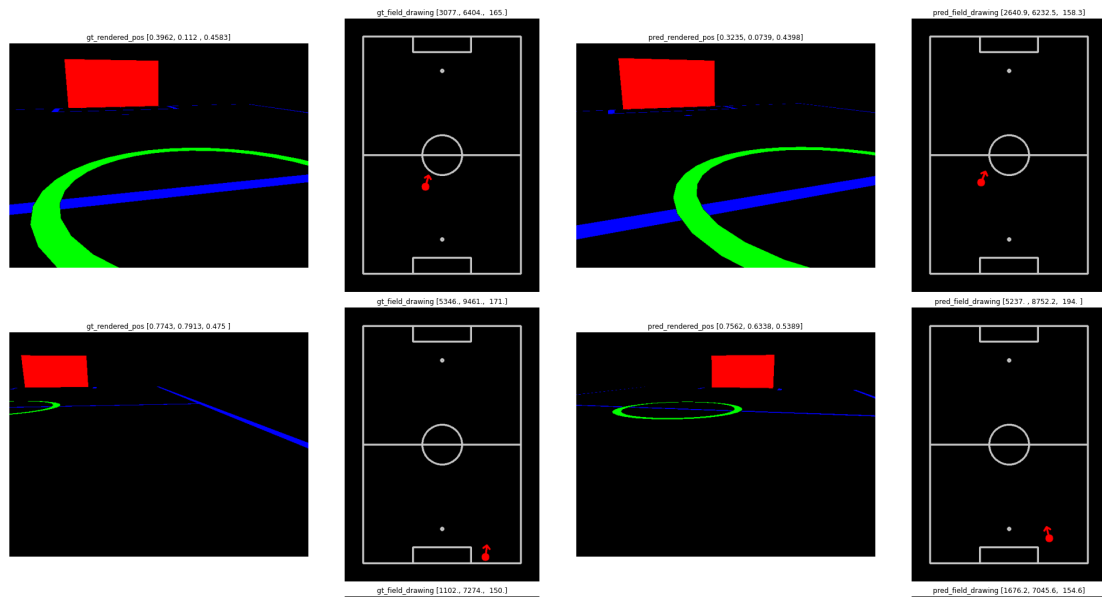 gt_field_drawing [3077., 6404.,  165.]
pred_field_drawing [2640.9, 6232.5,  158.3]
gt_rendered_pos [0.3962, 0.112 , 0.4583]
pred_rendered_pos [0.3235, 0.0739, 0.4398]
gt_field_drawing [5346., 9461.,  171.]
pred_field_drawing [5237. , 8752.2,  194. ]
gt_rendered_pos [0.7743, 0.7913, 0.475 ]
pred_rendered_pos [0.7562, 0.6338, 0.5389]
gt_field_drawing [1102., 7274.,  150.]
pred_field_drawing [1676.2, 7045.6,  154.6]